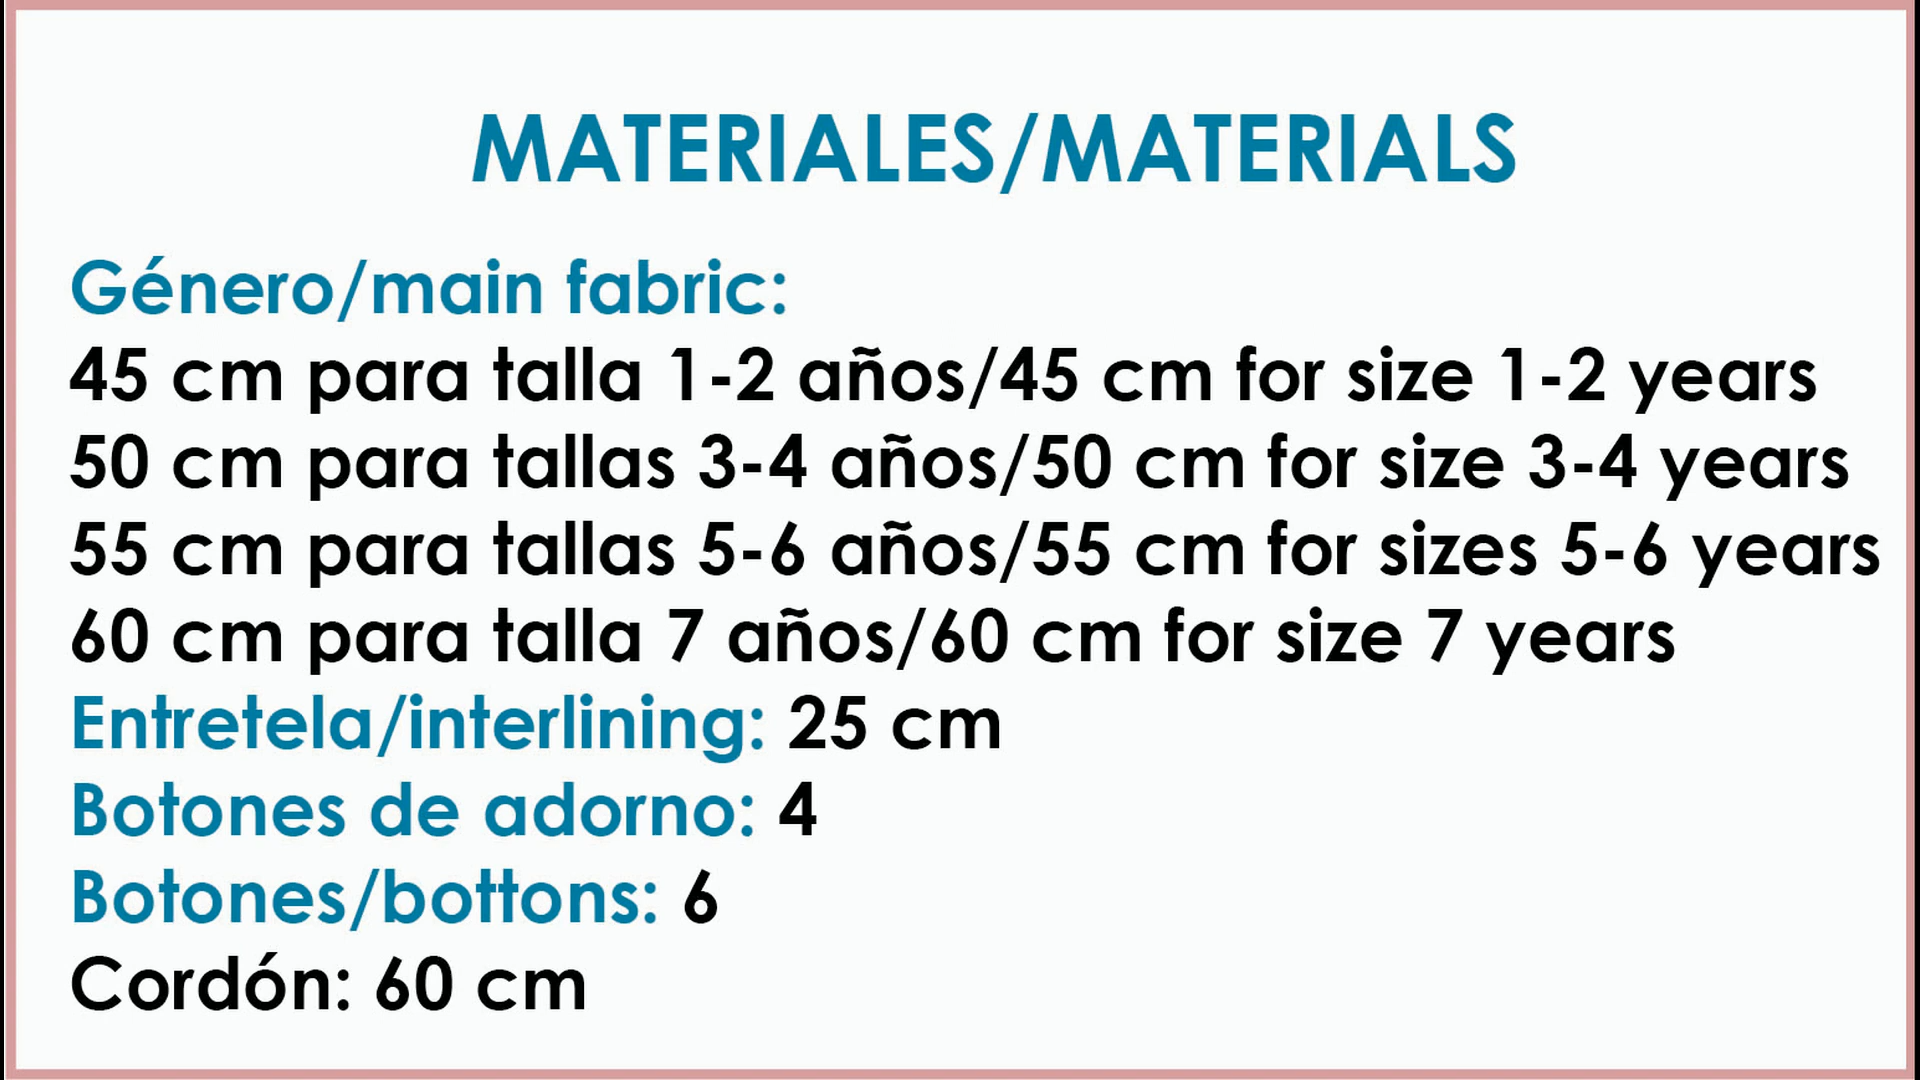 MATERIALES/MATERIALS
Género/main fabric:
45 cm para talla 1-2 años/45 cm for size 1-2 years
50 cm para tallas 3-4 años/50 cm for size 3-4 years
55 cm para tallas 5-6 años/55 cm for sizes 5-6 years
60 cm para talla 7 años/60 cm for size 7 years
Entretela/interlining: 25 cm
Botones de adorno: 4
Botones/bottons: 6
Cordón: 60 cm